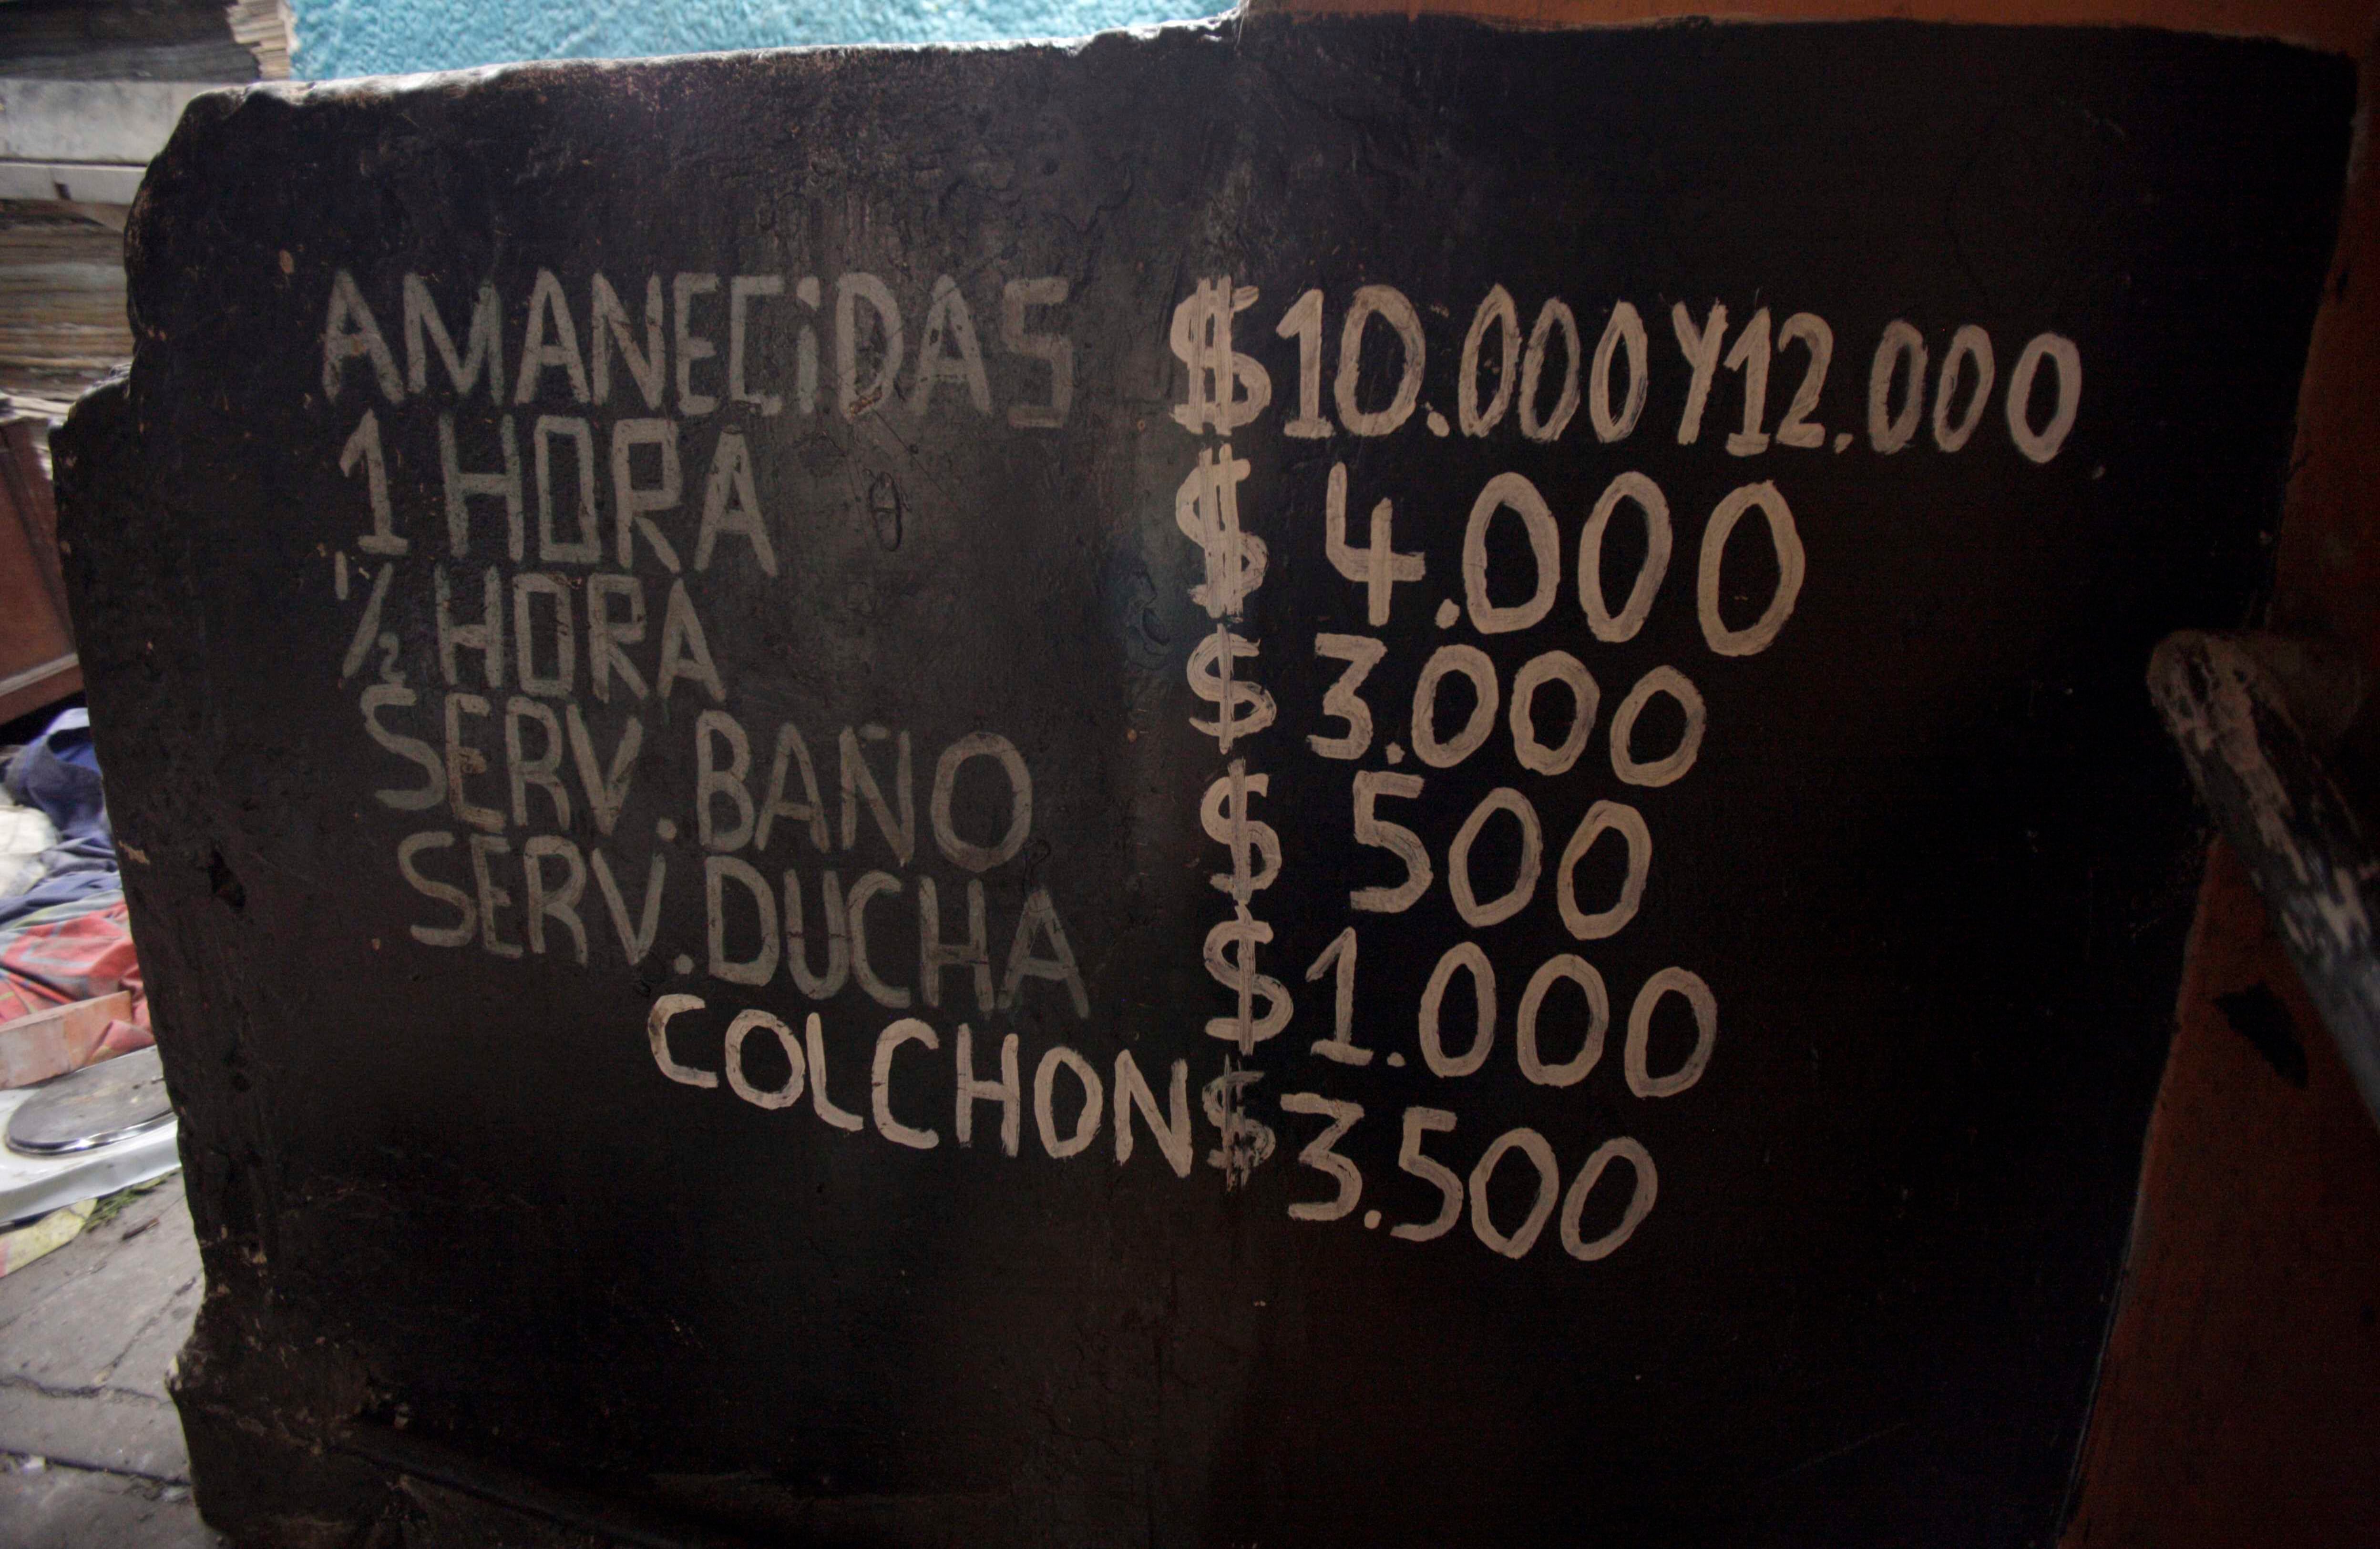 AMANECiDAS $10.000 Y 12.000
1 HORA $ 4.000
1/2 HORA $ 3.000
SERV. BAÑO $ 500
SERV. DUCHA $1.000
COLCHON $3.500